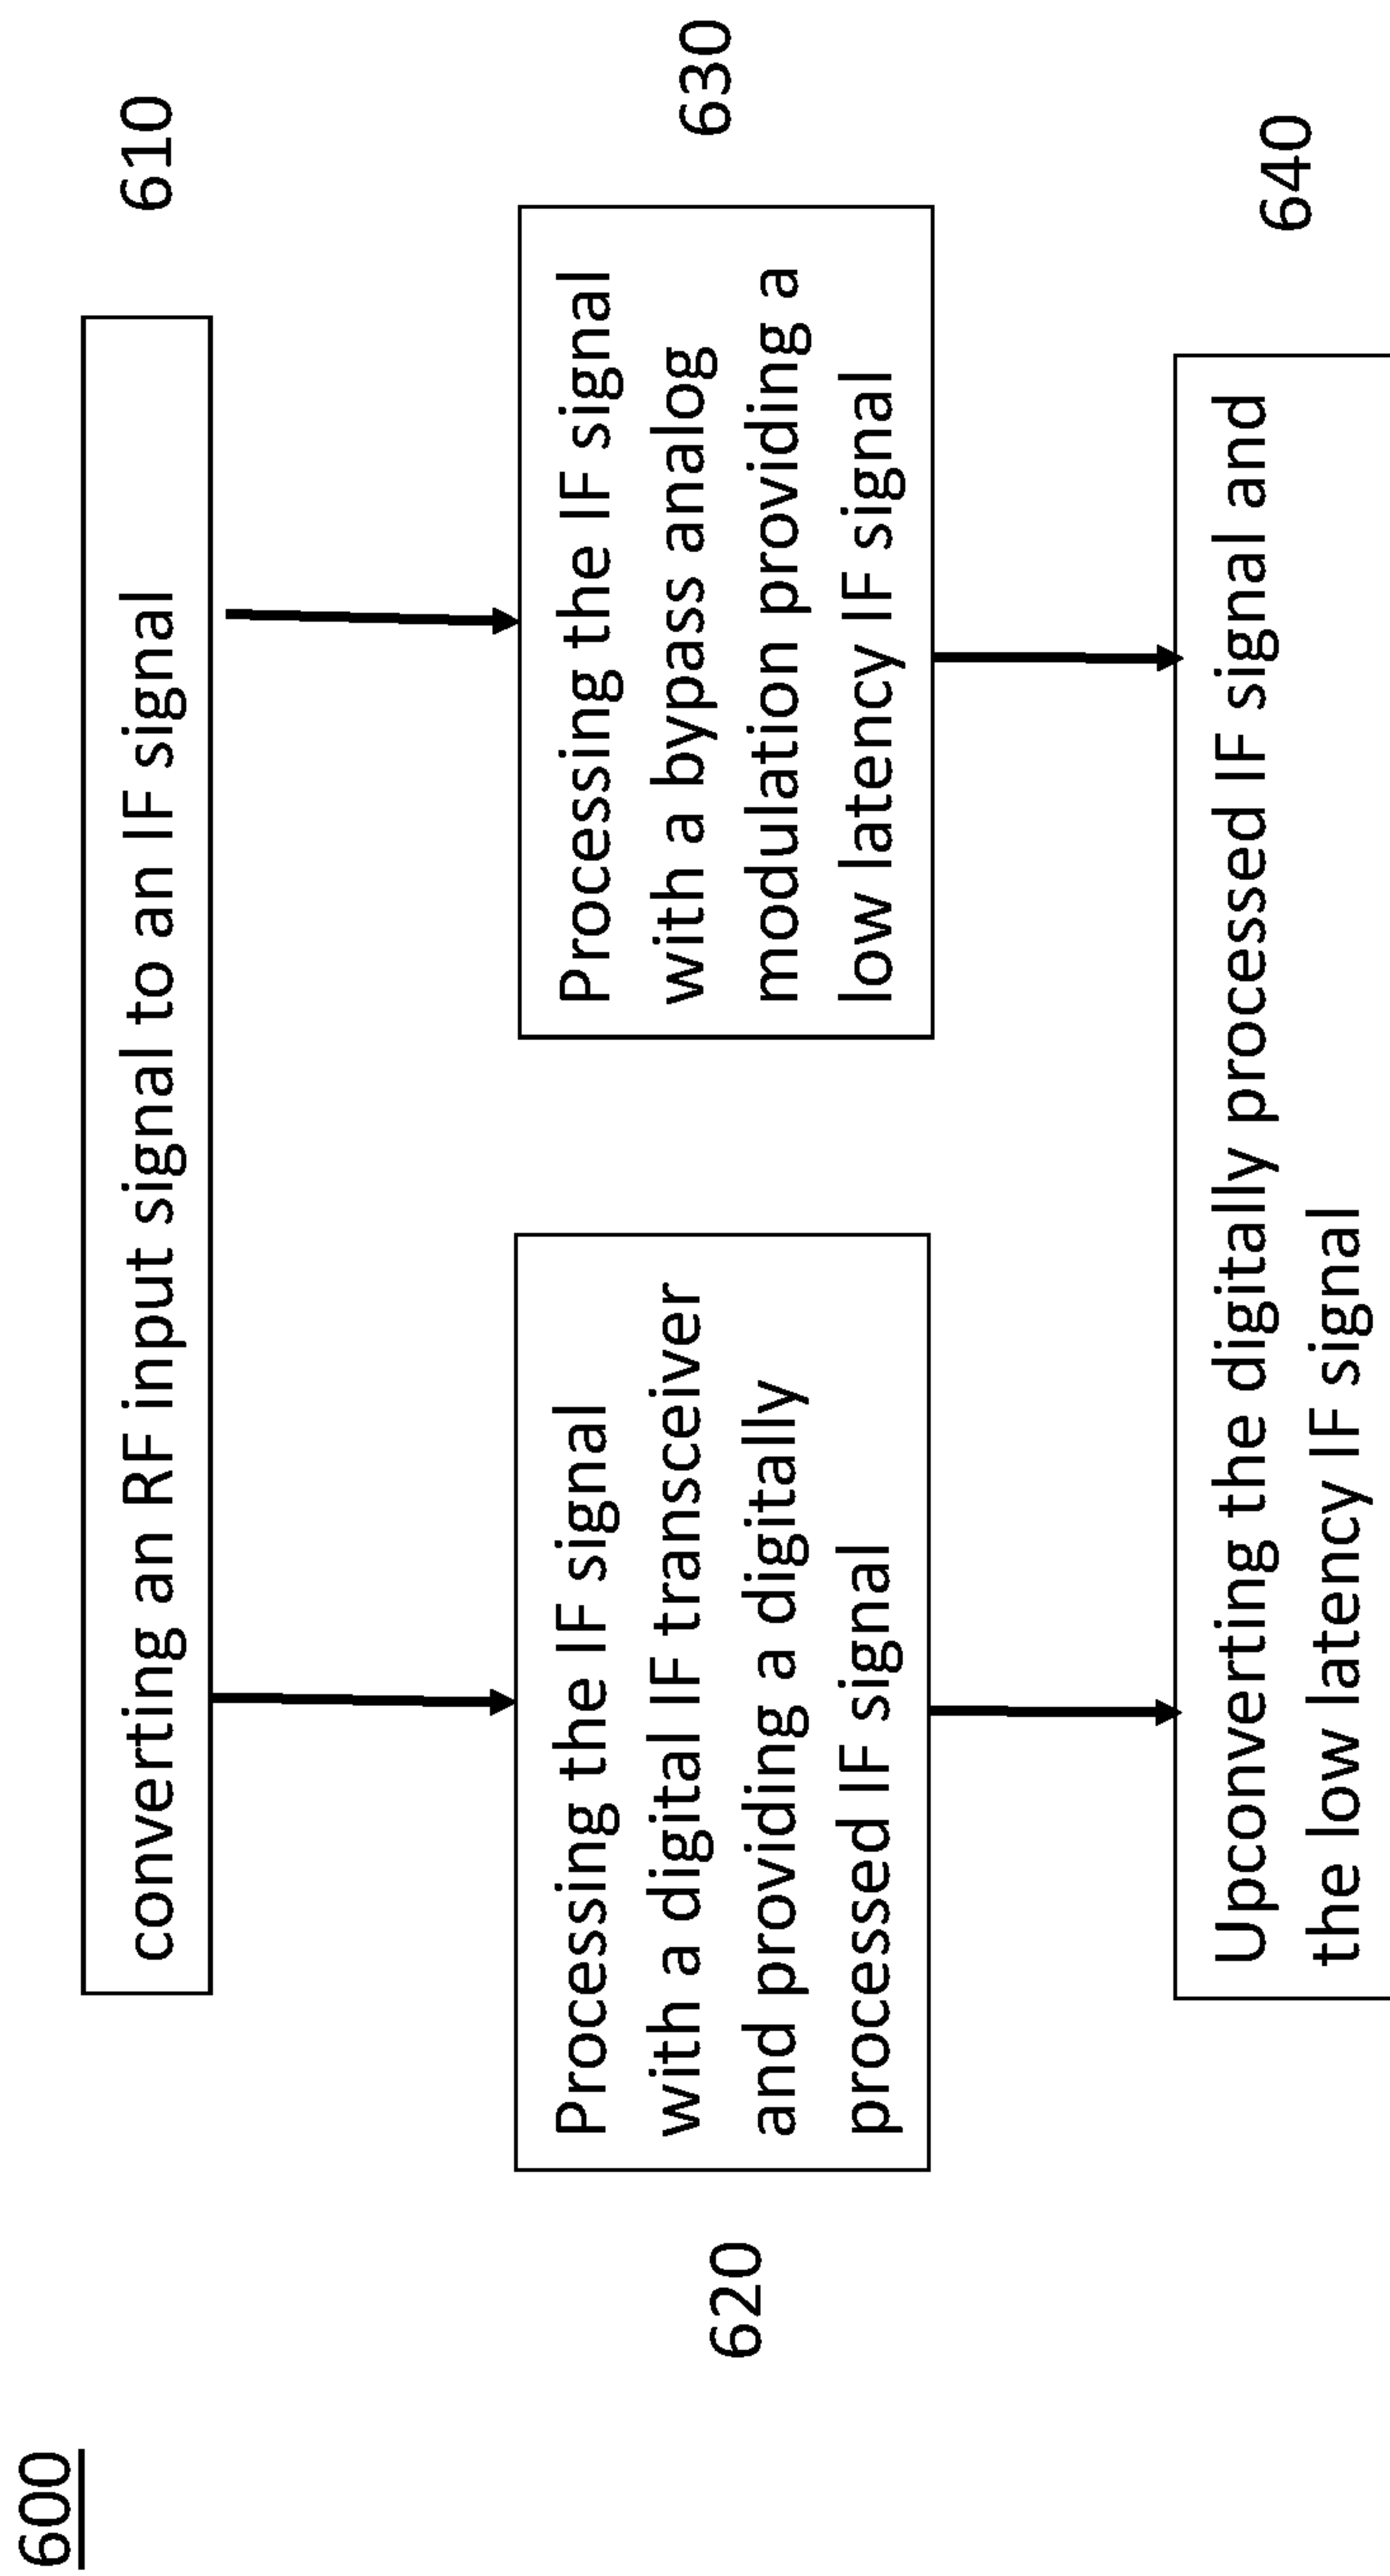 600
converting an RF input signal to an IF signal
610
620
Processing the IF signal
with a digital IF transceiver
and providing a digitally
processed IF signal
Processing the IF signal
with a bypass analog
modulation providing a
low latency IF signal
630
Upconverting the digitally processed IF signal and
the low latency IF signal
640